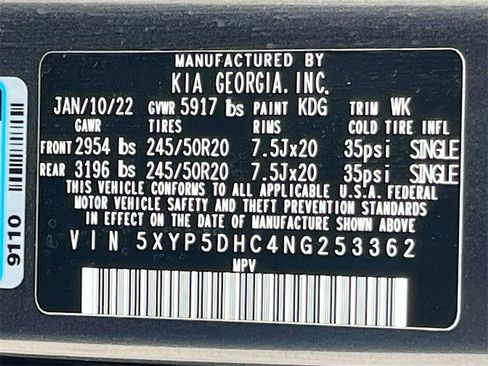 MANUFACTURED BY
KIA GEORGIA. INC.
JAN/10/22 GVWR 5917 lbs PAINT KDG TRIM WK
GAWR TIRES RIMS COLD TIRE INFL
FRONT 2954 lbs 245/50R20 7.5Jx20 35psi SINGLE
REAR 3196 lbs 245/50R20 7.5Jx20 35psi SINGLE
THIS VEHICLE CONFORMS TO ALL APPLICABLE U.S. FEDERAL
MOTOR VEHICLE SAFETY AND THEFT PREVENTION STANDARDS
IN EFFECT ON THE DATE OF MANUFACTURE SHOWN ABOVE
VIN 5XYP5DHC4NG253362
MPV
9110